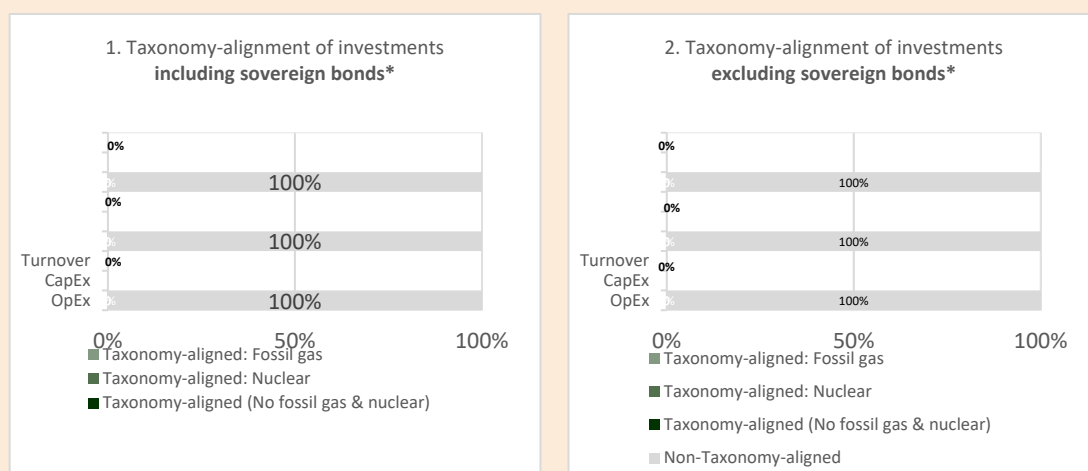 1. Taxonomy-alignment of investments
including sovereign bonds*
0%
100%
0%
100%
Turnover
0%
CapEx
OpEx
100%
0%
50%
100%
Taxonomy-aligned: Fossil gas
Taxonomy-aligned: Nuclear
Taxonomy-aligned (No fossil gas & nuclear)
2. Taxonomy-alignment of investments
excluding sovereign bonds*
0%
100%
0%
100%
Turnover
0%
CapEx
OpEx
100%
0%
50%
100%
Taxonomy-aligned: Fossil gas
Taxonomy-aligned: Nuclear
Taxonomy-aligned (No fossil gas & nuclear)
Non-Taxonomy-aligned